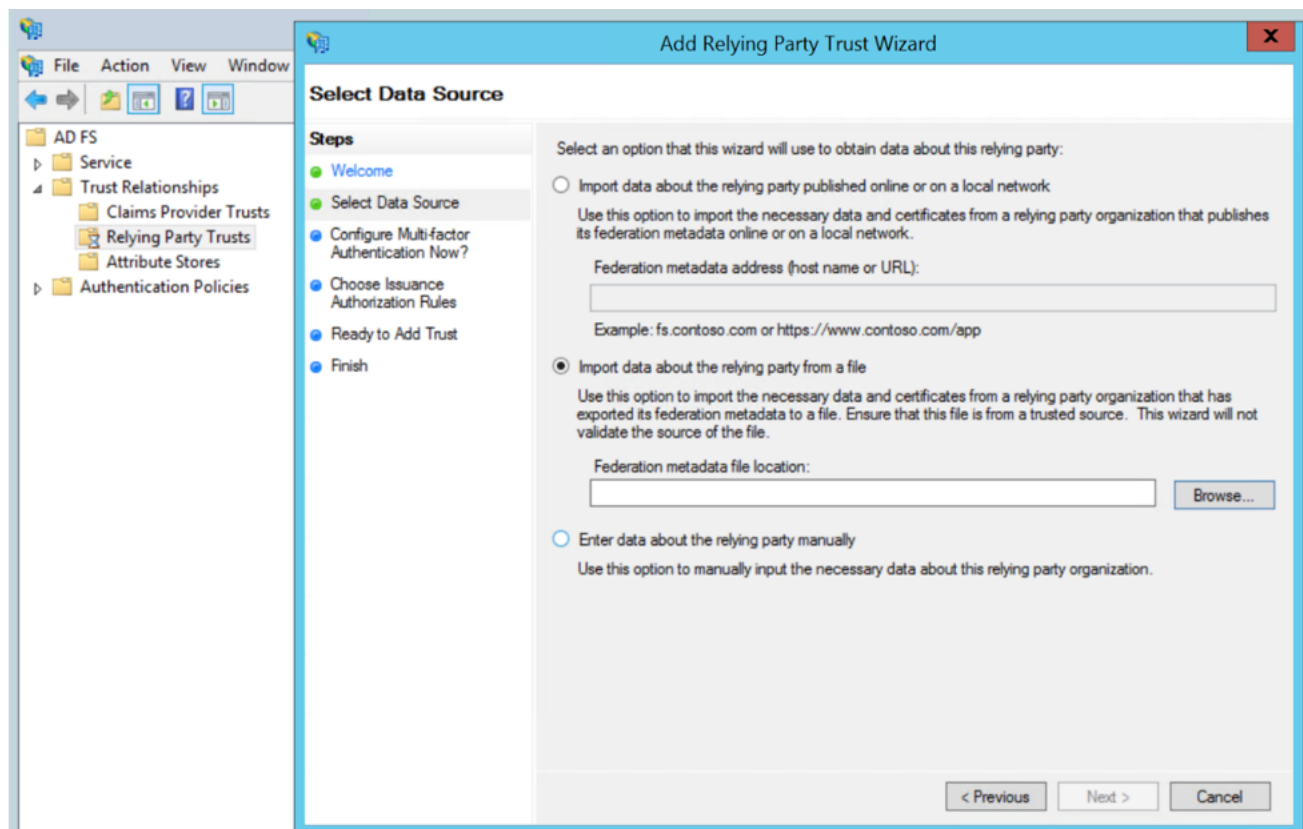 Add Relying Party Trust Wizard
X
File Action View Window
Select Data Source
AD FS
Service
Trust Relationships
Claims Provider Trusts
Relying Party Trusts
Attribute Stores
Authentication Policies
Steps
Welcome
Select Data Source
Configure Multi-factor
Authentication Now?
Choose Issuance
Authorization Rules
Ready to Add Trust
Finish
Select an option that this wizard will use to obtain data about this relying party:
Import data about the relying party published online or on a local network
Use this option to import the necessary data and certificates from a relying party organization that publishes
its federation metadata online or on a local network.
Federation metadata address (host name or URL):
Example: fs.contoso.com or https://www.contoso.com/app
Import data about the relying party from a file
Use this option to import the necessary data and certificates from a relying party organization that has
exported its federation metadata to a file. Ensure that this file is from a trusted source. This wizard will not
validate the source of the file.
Federation metadata file location:
Browse...
Enter data about the relying party manually
Use this option to manually input the necessary data about this relying party organization.
< Previous Next > Cancel